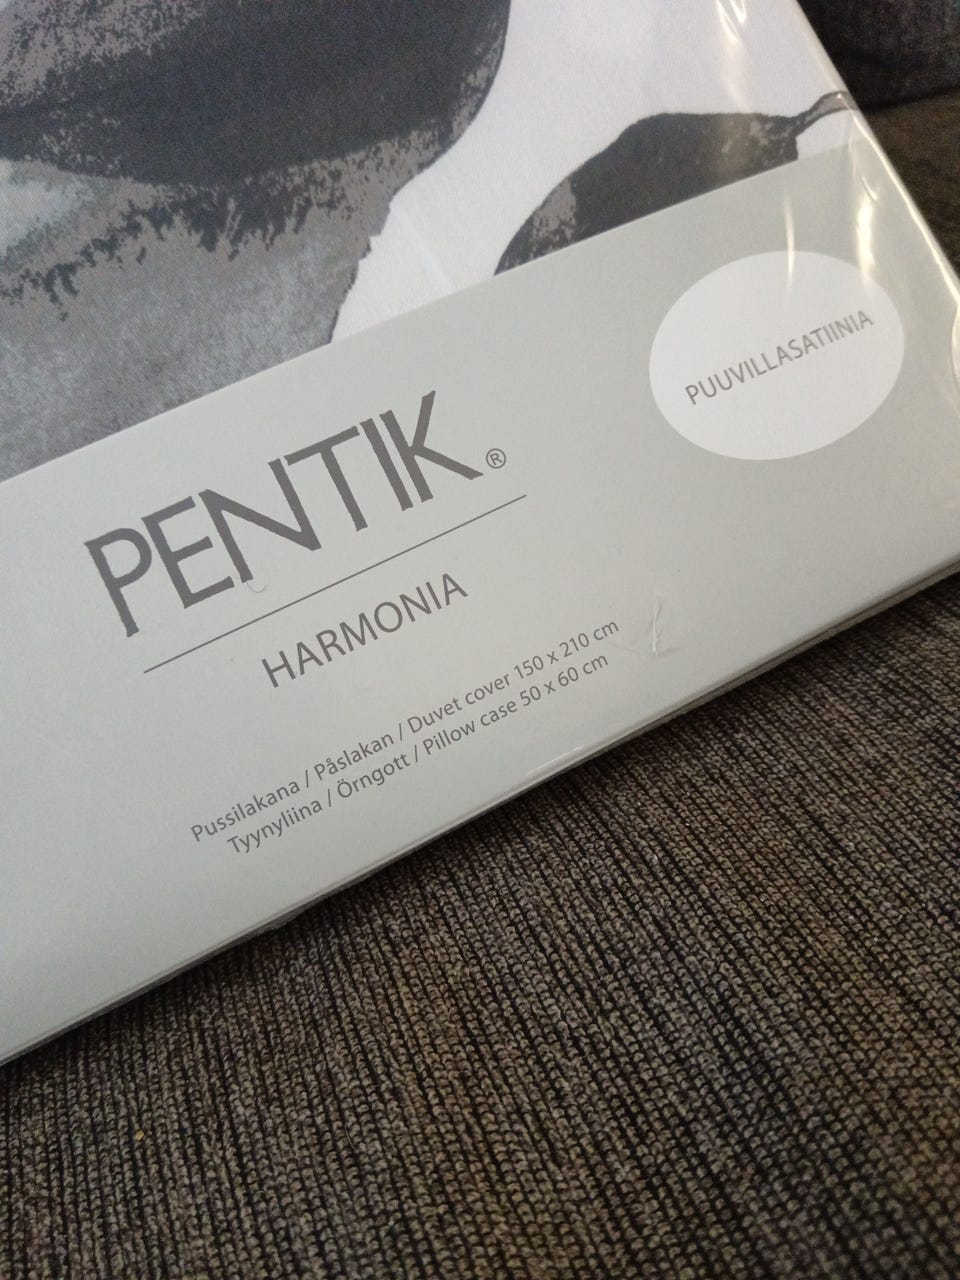 PUUVILLASATIINIA
PENTIK®
HARMONIA
Pussilakana / Påslakan / Duvet cover 150 x 210 cm
Tyynyliina / Örngott / Pillow case 50 x 60 cm